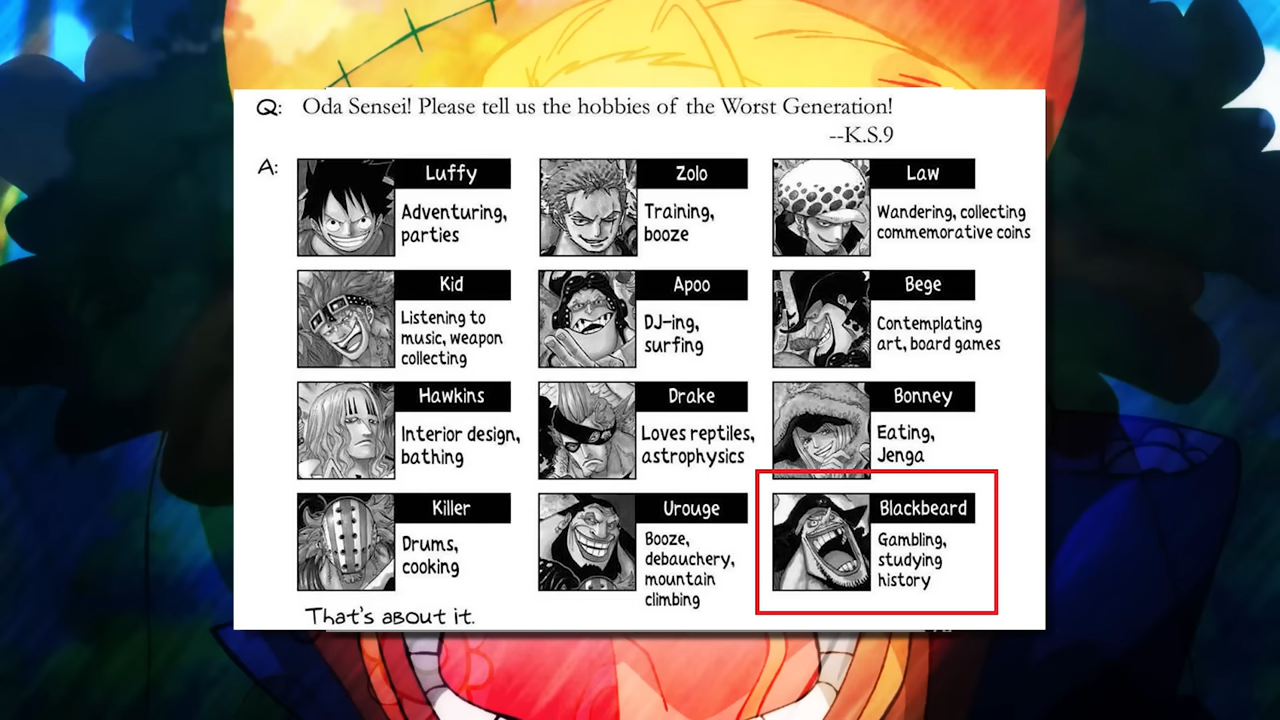 Q: Oda Sensei! Please tell us the hobbies of the Worst Generation!
--K.S.9
A:
Luffy
Adventuring,
parties
Zolo
Training,
booze
Law
Wandering, collecting
commemorative coins
Kid
Listening to
music, weapon
collecting
Apoo
DJ-ing,
surfing
Bege
Contemplating
art, board games
Hawkins
Interior design,
bathing
Drake
Loves reptiles,
astrophysics
Bonney
Eating,
Jenga
Killer
Drums,
cooking
Urouge
Booze,
debauchery,
mountain
climbing
Blackbeard
Gambling,
studying
history
That's about it.